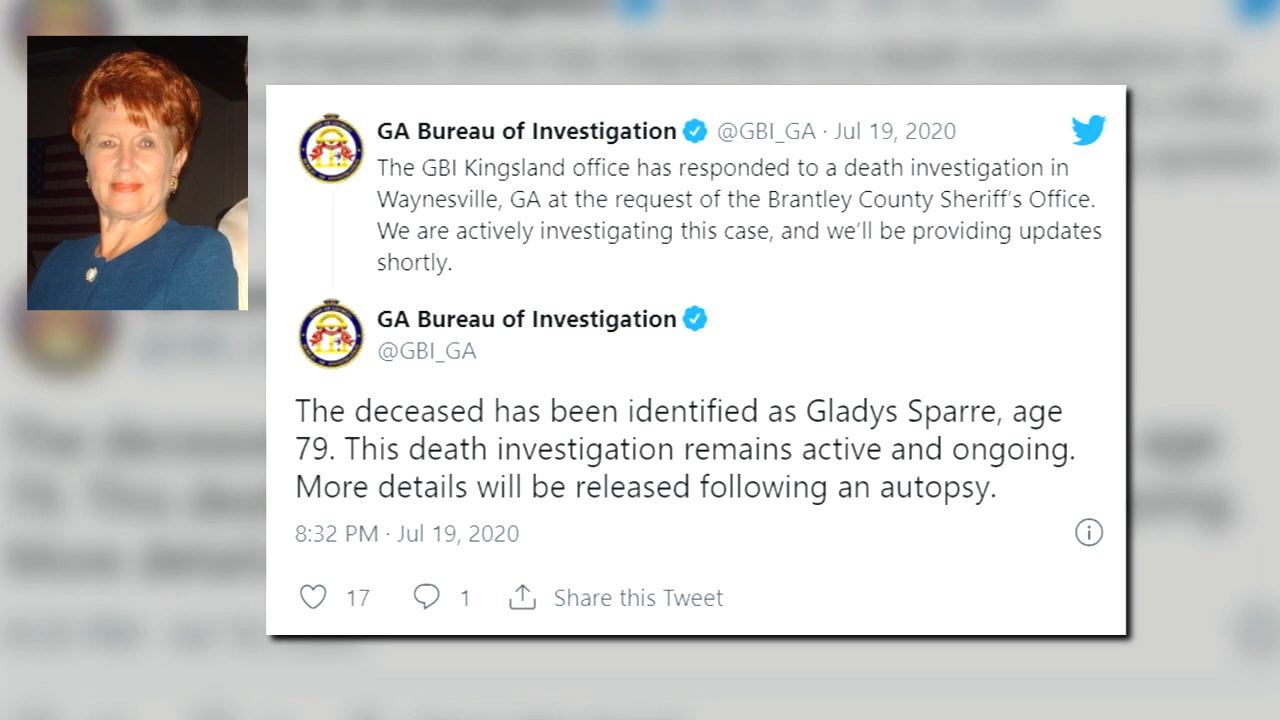 GA Bureau of Investigation @GBI_GA · Jul 19, 2020
The GBI Kingsland office has responded to a death investigation in
Waynesville, GA at the request of the Brantley County Sheriff’s Office.
We are actively investigating this case, and we’ll be providing updates
shortly.
GA Bureau of Investigation
@GBI_GA
The deceased has been identified as Gladys Sparre, age
79. This death investigation remains active and ongoing.
More details will be released following an autopsy.
8:32 PM · Jul 19, 2020
17 1 Share this Tweet